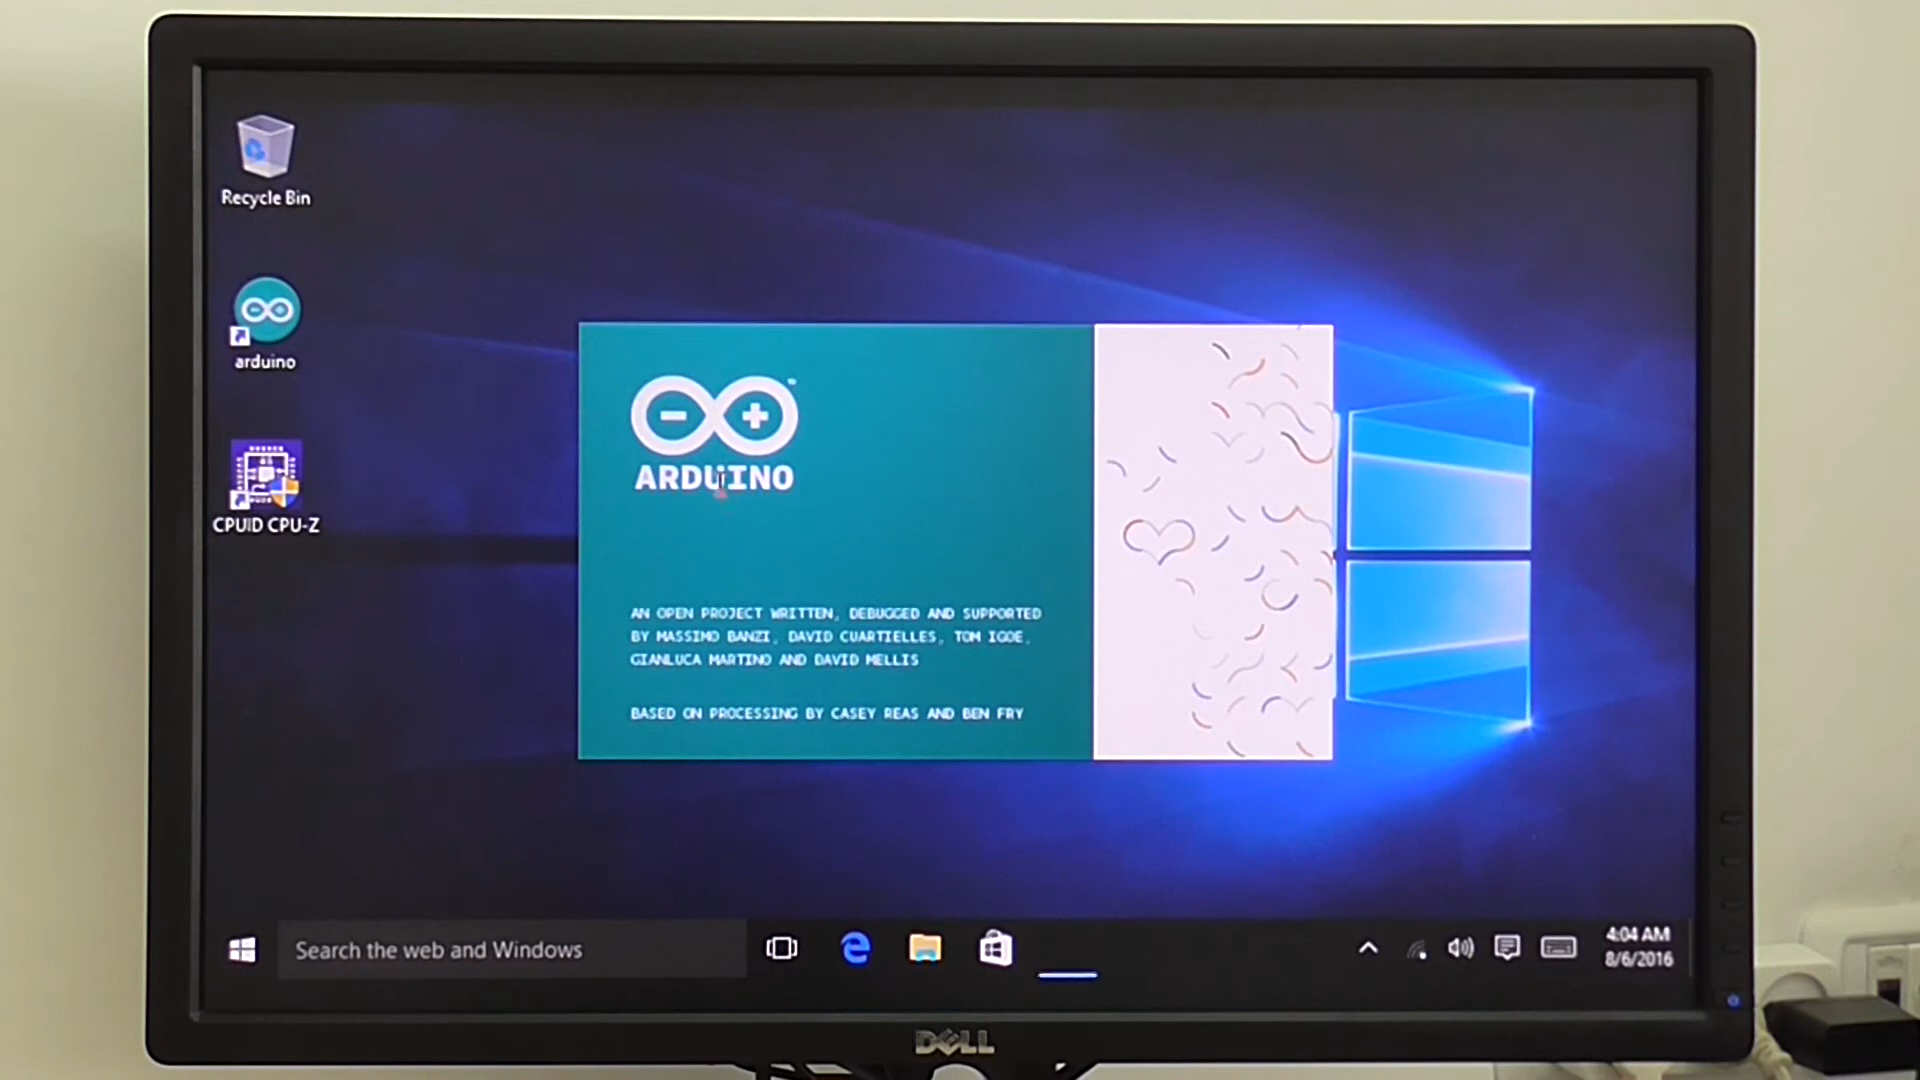 Recycle Bin
arduino
CPUID CPU-Z
ARDUINO
AN OPEN PROJECT WRITTEN, DEBUGGED AND SUPPORTED
BY MASSIMO BANZI, DAVID CUARTIELLES, TOM IGOE,
GIANLUCA MARTINO AND DAVID MELLIS
BASED ON PROCESSING BY CASEY REAS AND BEN FRY
Search the web and Windows
4:04 AM
8/6/2016
DELL